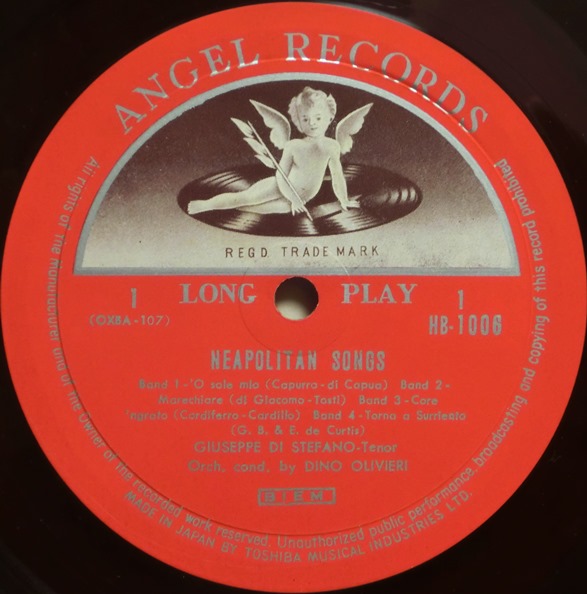 ANGEL RECORDS
REGD. TRADE MARK
1 LONG PLAY 1
(OXBA-107) HB-1006
NEAPOLITAN SONGS
Band 1-'O sole mio (Capurro-di Capua) Band 2-
Marechiare (di Giacomo-Tosti) Band 3-Core
'ngrato (Cordiferro-Cardillo) Band 4-Torna a Surriento
(G. B. & E. de Curtis)
GIUSEPPE DI STEFANO-Tenor
Orch. cond. by DINO OLIVIERI
BIEM
All rights of the manufacturer and of the owner of the recorded work reserved. Unauthorized public performance, broadcasting and copying of this record prohibited
MADE IN JAPAN BY TOSHIBA MUSICAL INDUSTRIES LTD.